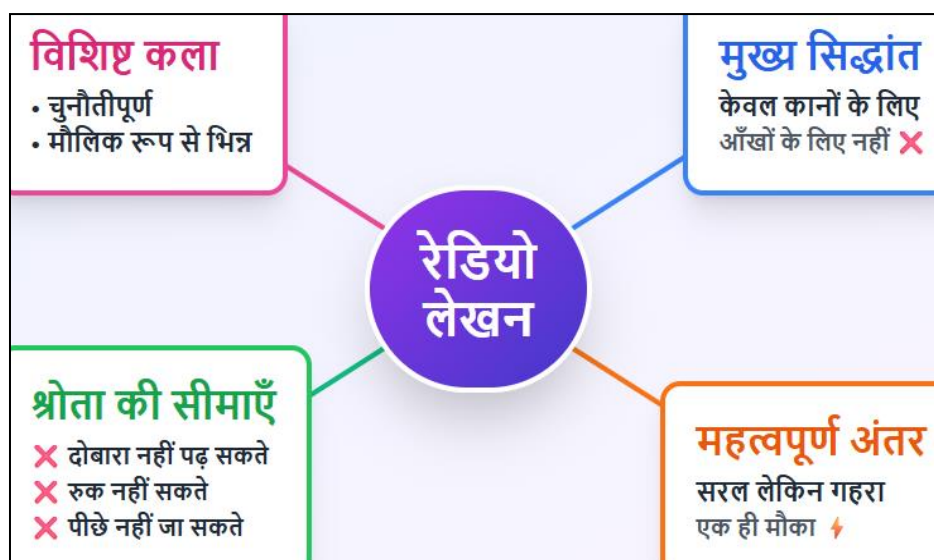 विशिष्ट कला
• चुनौतीपूर्ण
• मौलिक रूप से भिन्न
मुख्य सिद्धांत
केवल कानों के लिए
आँखों के लिए नहीं ❌
रेडियो
लेखन
श्रोता की सीमाएँ
❌ दोबारा नहीं पढ़ सकते
❌ रुक नहीं सकते
❌ पीछे नहीं जा सकते
महत्वपूर्ण अंतर
सरल लेकिन गहरा
एक ही मौका ⚡